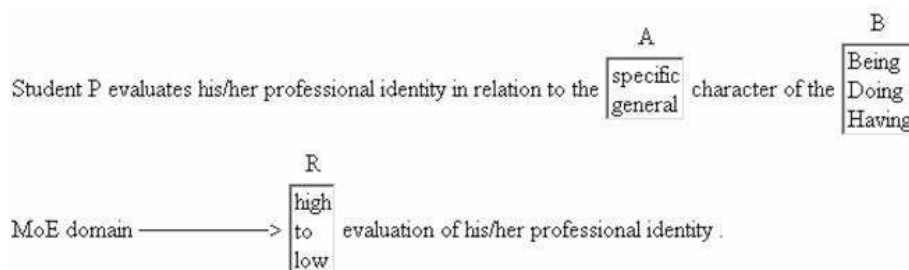 A B
Student P evaluates his/her professional identity in relation to the specific general character of the Being Doing Having
R
MoE domain ————> high to low evaluation of his/her professional identity .